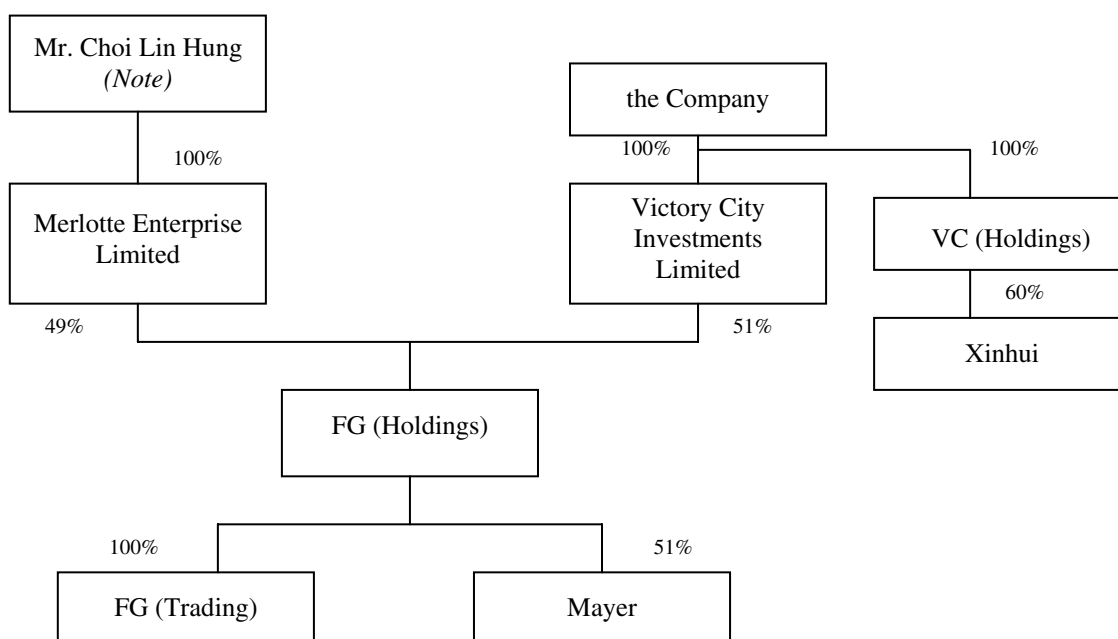 Mr. Choi Lin Hung
(Note)
the Company
100%
100%
100%
Merlotte Enterprise
Limited
Victory City
Investments
Limited
VC (Holdings)
49%
51%
60%
Xinhui
FG (Holdings)
100%
51%
FG (Trading)
Mayer